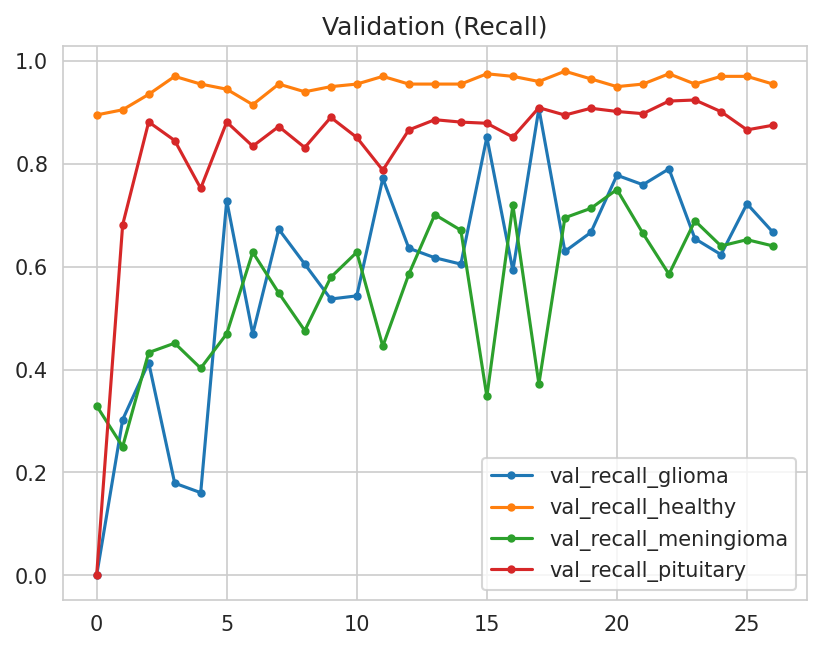 Validation (Recall)
1.0
0.8
0.6
0.4
0.2
0.0
val_recall_glioma
val_recall_healthy
val_recall_meningioma
val_recall_pituitary
0 5 10 15 20 25